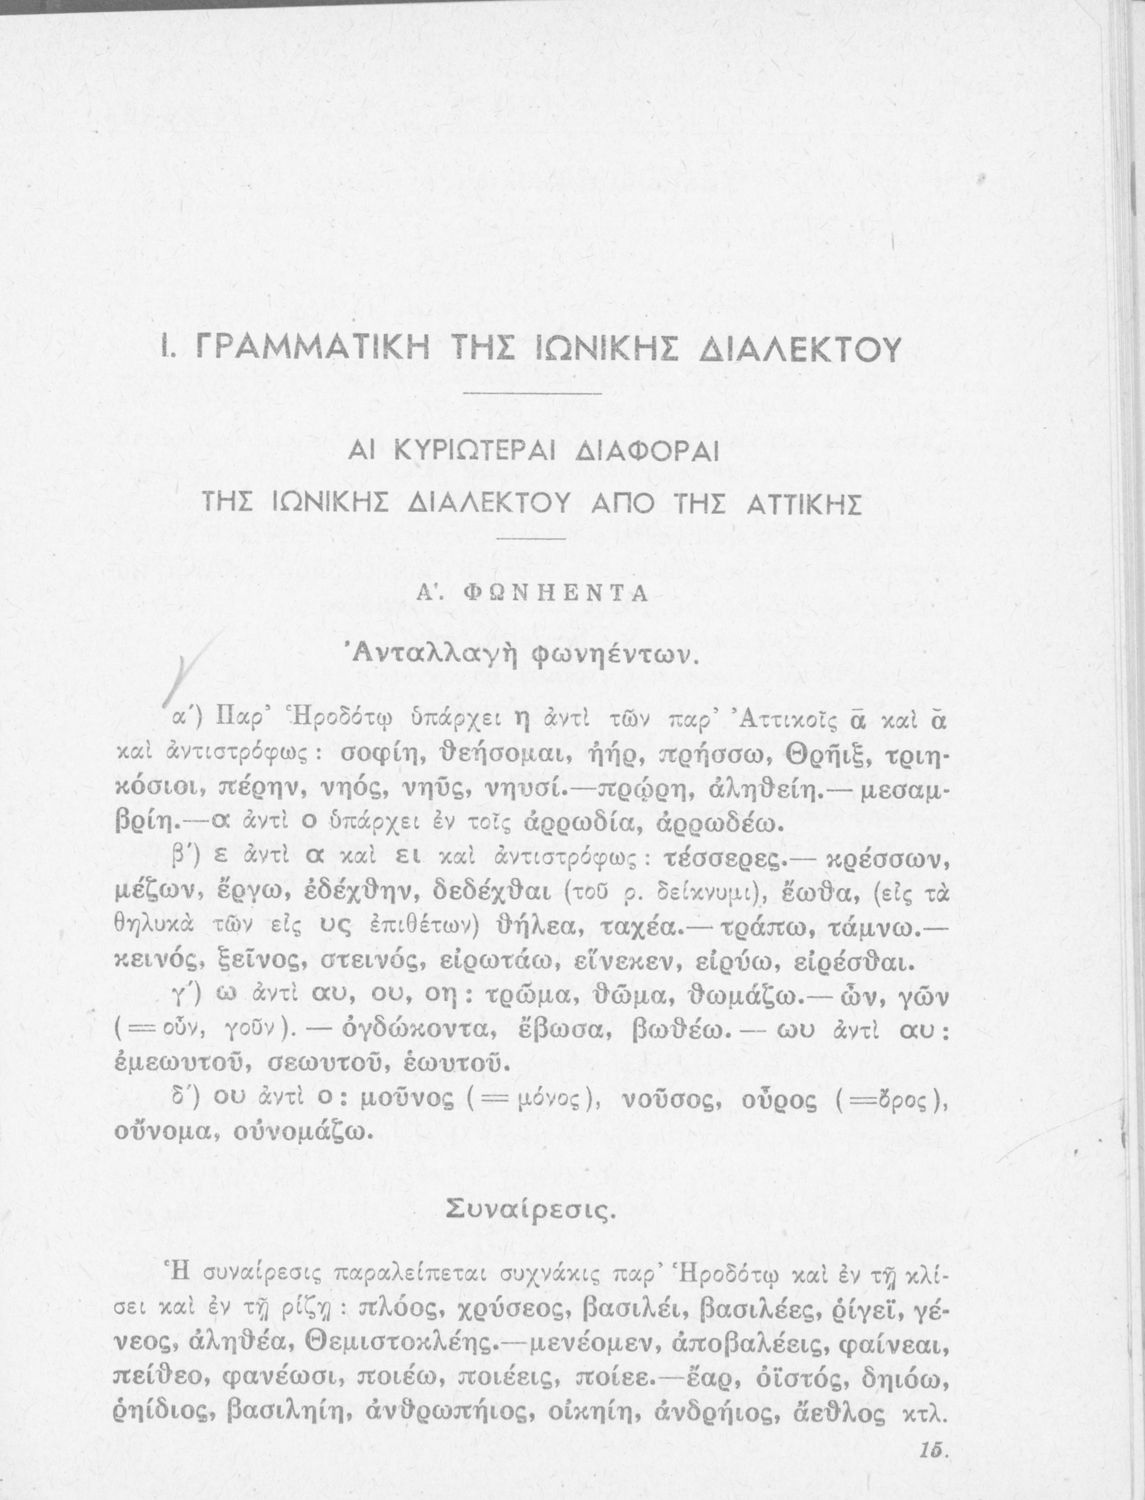 Ι. ΓΡΑΜΜΑΤΙΚΗ ΤΗΣ ΙΩΝΙΚΗΣ ΔΙΑΛΕΚΤΟΥ
ΑΙ ΚΥΡΙΩΤΕΡΑΙ ΔΙΑΦΟΡΑΙ
ΤΗΣ ΙΩΝΙΚΗΣ ΔΙΑΛΕΚΤΟΥ ΑΠΟ ΤΗΣ ΑΤΤΙΚΗΣ
Α΄. ΦΩΝΗΕΝΤΑ
Ἀνταλλαγὴ φωνηέντων.
α΄) Παρ’ Ἡροδότῳ ὑπάρχει η ἀντὶ τῶν παρ’ Ἀττικοῖς ᾱ καὶ ᾰ
καὶ ἀντιστρόφως : σοφίη, θεήσομαι, ἠήρ, πρήσσω, Θρῆιξ, τριη-
κόσιοι, πέρην, νηός, νηῦς, νηυσί.—πρῴρη, ἀληθείη.— μεσαμ-
βρίη.—α ἀντὶ ο ὑπάρχει ἐν τοῖς ἀρρωδία, ἀρρωδέω.
β΄) ε ἀντὶ α καὶ ει καὶ ἀντιστρόφως : τέσσερες.— κρέσσων,
μέζων, ἔργω, ἐδέχθην, δεδέχθαι (τοῦ ρ. δείκνυμι), ἔωθα, (εἰς τὰ
θηλυκὰ τῶν εἰς υς ἐπιθέτων) θήλεα, ταχέα.— τράπω, τάμνω.—
κεινός, ξεῖνος, στεινός, εἰρωτάω, εἵνεκεν, εἰρύω, εἰρέσθαι.
γ΄) ω ἀντὶ αυ, ου, οη : τρῶμα, θῶμα, θωμάζω.— ὦν, γῶν
(= οὖν, γοῦν). — ὀγδώκοντα, ἔβωσα, βωθέω. — ωυ ἀντὶ αυ :
ἐμεωυτοῦ, σεωυτοῦ, ἑωυτοῦ.
δ΄) ου ἀντὶ ο : μοῦνος (= μόνος), νοῦσος, οὖρος (=ὄρος),
οὔνομα, οὐνομάζω.
Συναίρεσις.
Ἡ συναίρεσις παραλείπεται συχνάκις παρ’ Ἡροδότῳ καὶ ἐν τῇ κλί-
σει καὶ ἐν τῇ ρίζῃ : πλόος, χρύσεος, βασιλέι, βασιλέες, ῥίγεϊ, γέ-
νεος, ἀληθέα, Θεμιστοκλέης.—μενέομεν, ἀποβαλέεις, φαίνεαι,
πείθεο, φανέωσι, ποιέω, ποιέεις, ποίεε.—ἔαρ, ὀϊστός, δηιόω,
ῥηίδιος, βασιληίη, ἀνθρωπήιος, οἰκηίη, ἀνδρήιος, ἄεθλος κτλ.
15.